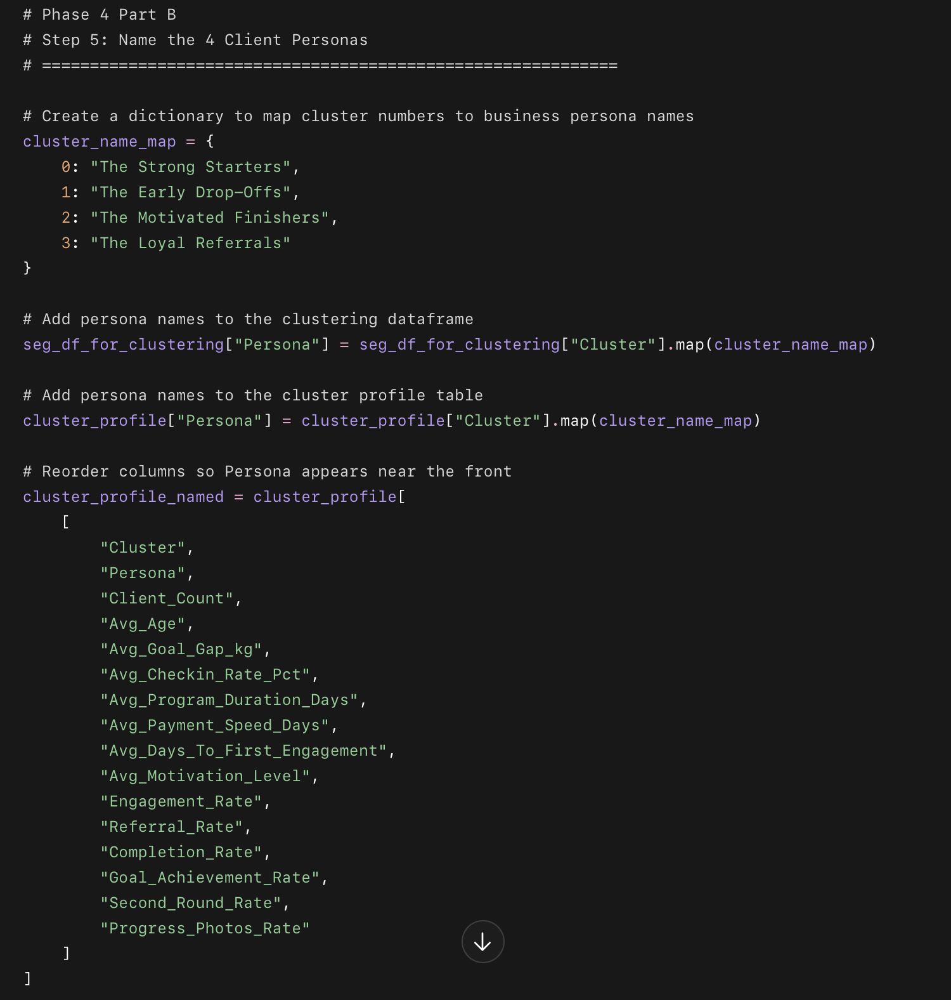 # Phase 4 Part B
# Step 5: Name the 4 Client Personas
# ============================================================
# Create a dictionary to map cluster numbers to business persona names
cluster_name_map = {
    0: "The Strong Starters",
    1: "The Early Drop-Offs",
    2: "The Motivated Finishers",
    3: "The Loyal Referrals"
}
# Add persona names to the clustering dataframe
seg_df_for_clustering["Persona"] = seg_df_for_clustering["Cluster"].map(cluster_name_map)
# Add persona names to the cluster profile table
cluster_profile["Persona"] = cluster_profile["Cluster"].map(cluster_name_map)
# Reorder columns so Persona appears near the front
cluster_profile_named = cluster_profile[
    [
        "Cluster",
        "Persona",
        "Client_Count",
        "Avg_Age",
        "Avg_Goal_Gap_kg",
        "Avg_Checkin_Rate_Pct",
        "Avg_Program_Duration_Days",
        "Avg_Payment_Speed_Days",
        "Avg_Days_To_First_Engagement",
        "Avg_Motivation_Level",
        "Engagement_Rate",
        "Referral_Rate",
        "Completion_Rate",
        "Goal_Achievement_Rate",
        "Second_Round_Rate",
        "Progress_Photos_Rate"
    ]
]